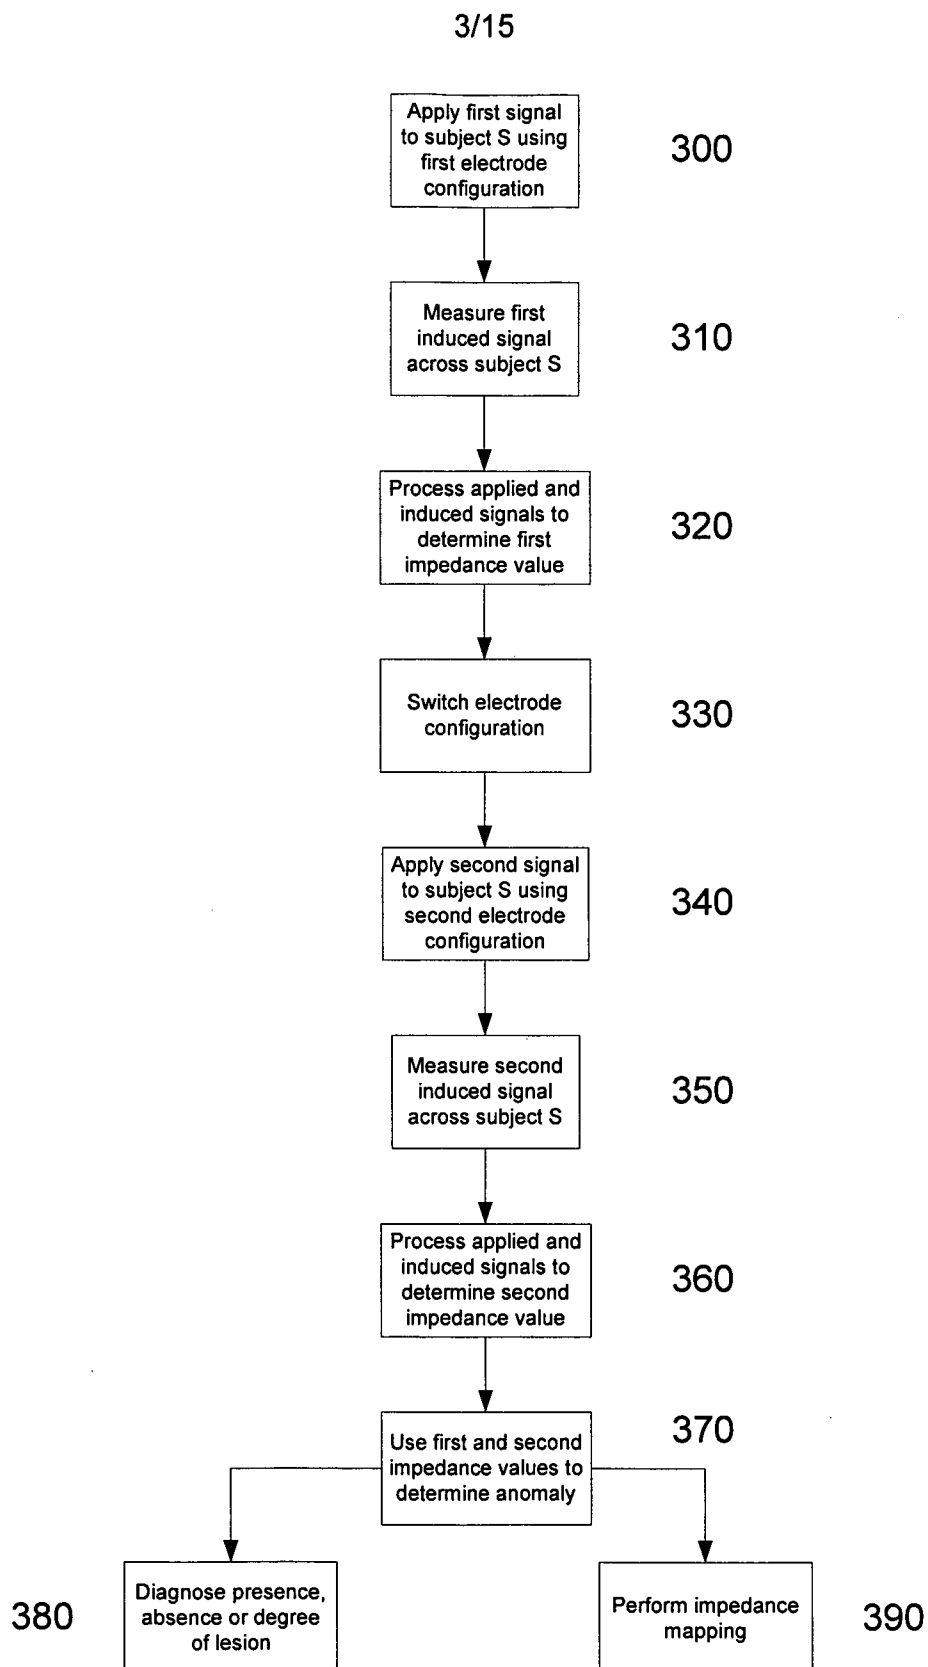 3/15
Apply first signal
to subject S using
first electrode
configuration
300
Measure first
induced signal
across subject S
310
Process applied and
induced signals to
determine first
impedance value
320
Switch electrode
configuration
330
Apply second signal
to subject S using
second electrode
configuration
340
Measure second
induced signal
across subject S
350
Process applied and
induced signals to
determine second
impedance value
360
Use first and second
impedance values to
determine anomaly
370
380
Diagnose presence,
absence or degree
of lesion
Perform impedance
mapping
390